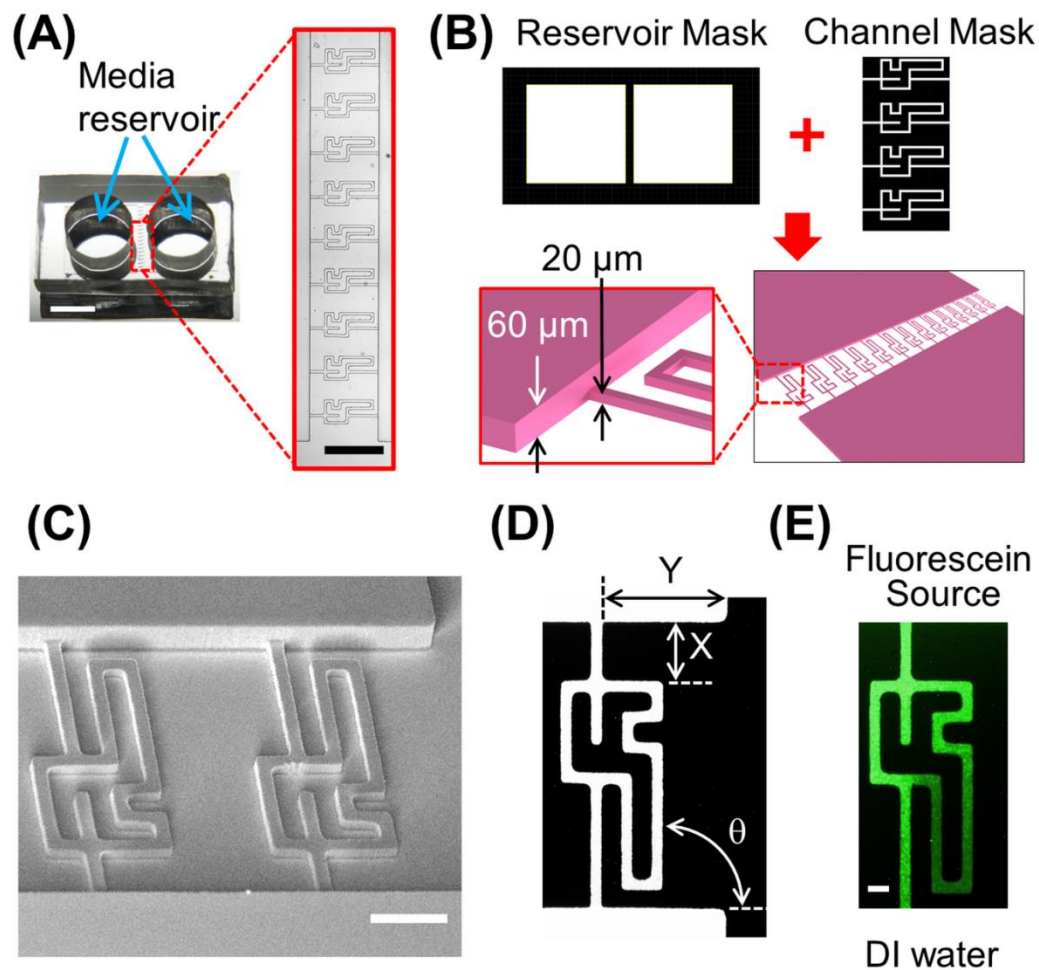 (A)
Media
reservoir
(B)
Reservoir Mask
Channel Mask
+
20 µm
60 µm
(C)
(D)
Y
X
θ
(E)
Fluorescein
Source
DI water